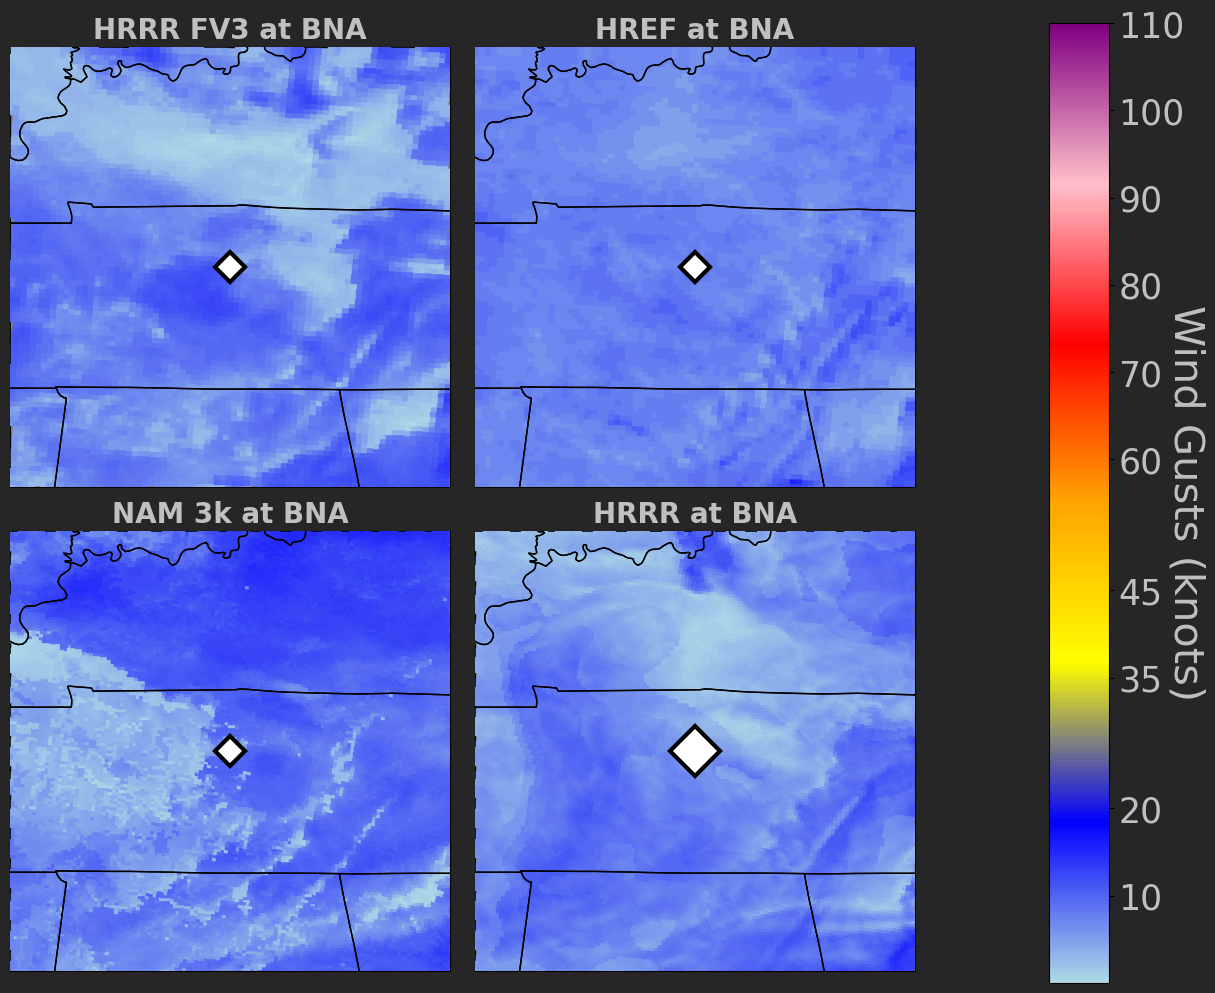 HRRR FV3 at BNA
HREF at BNA
NAM 3k at BNA
HRRR at BNA
110
100
90
80
70
60
45
35
20
10
Wind Gusts (knots)